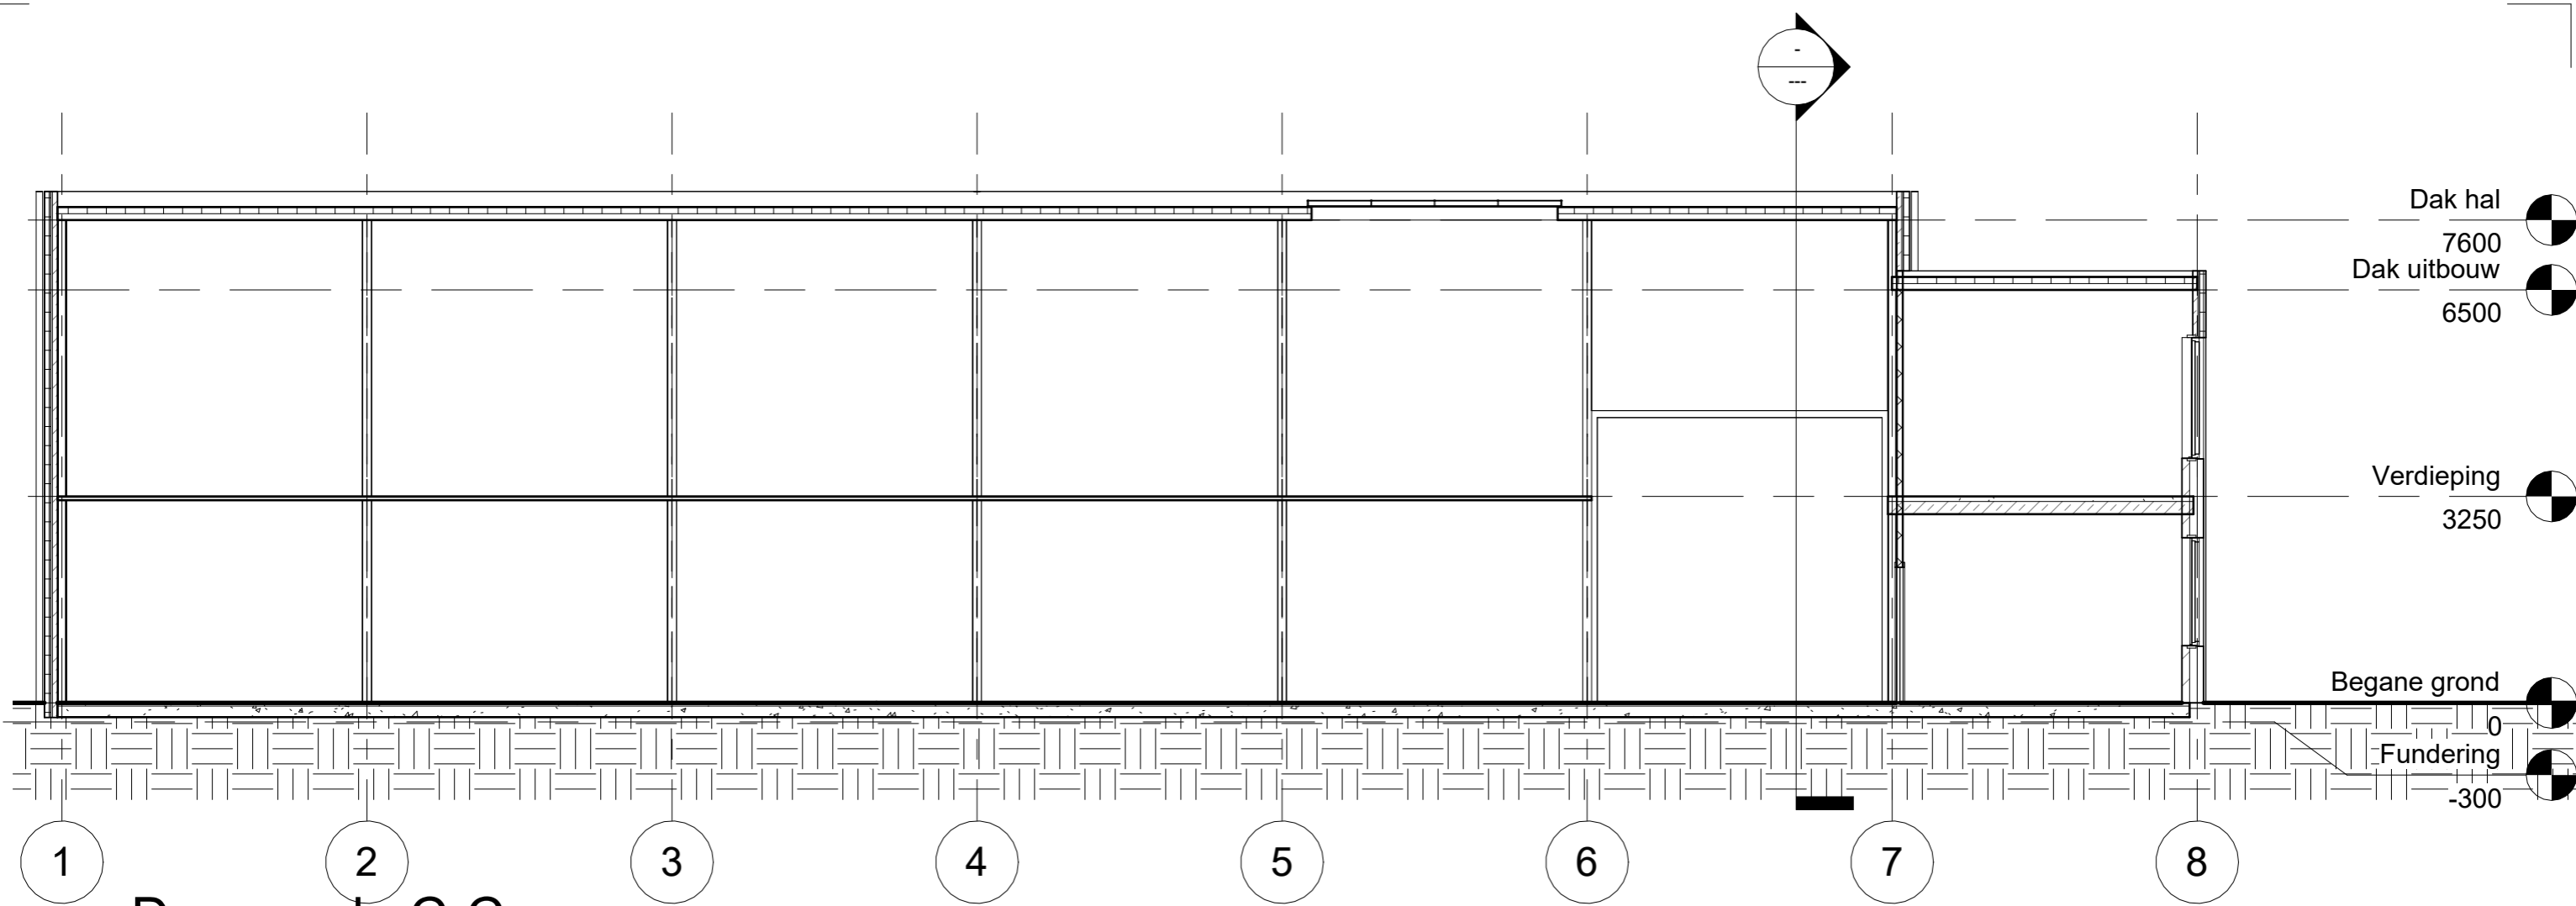 -
---
Dak hal
7600
Dak uitbouw
6500
Verdieping
3250
Begane grond
0
Fundering
-300
1 2 3 4 5 6 7 8